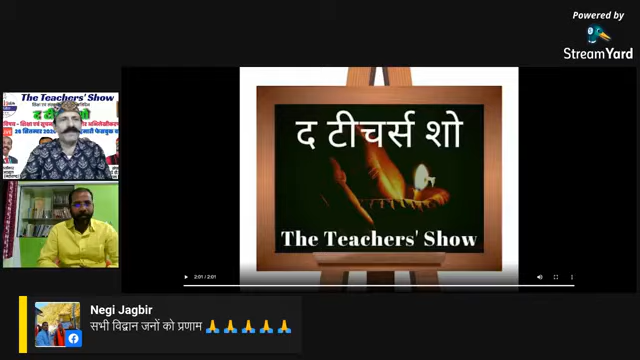 Powered by
StreamYard
The Teachers' Show
द टीचर्स शो
The Teachers' Show
2:01 / 2:01
Negi Jagbir
सभी विद्वान जनों को प्रणाम 🙏🙏🙏🙏🙏